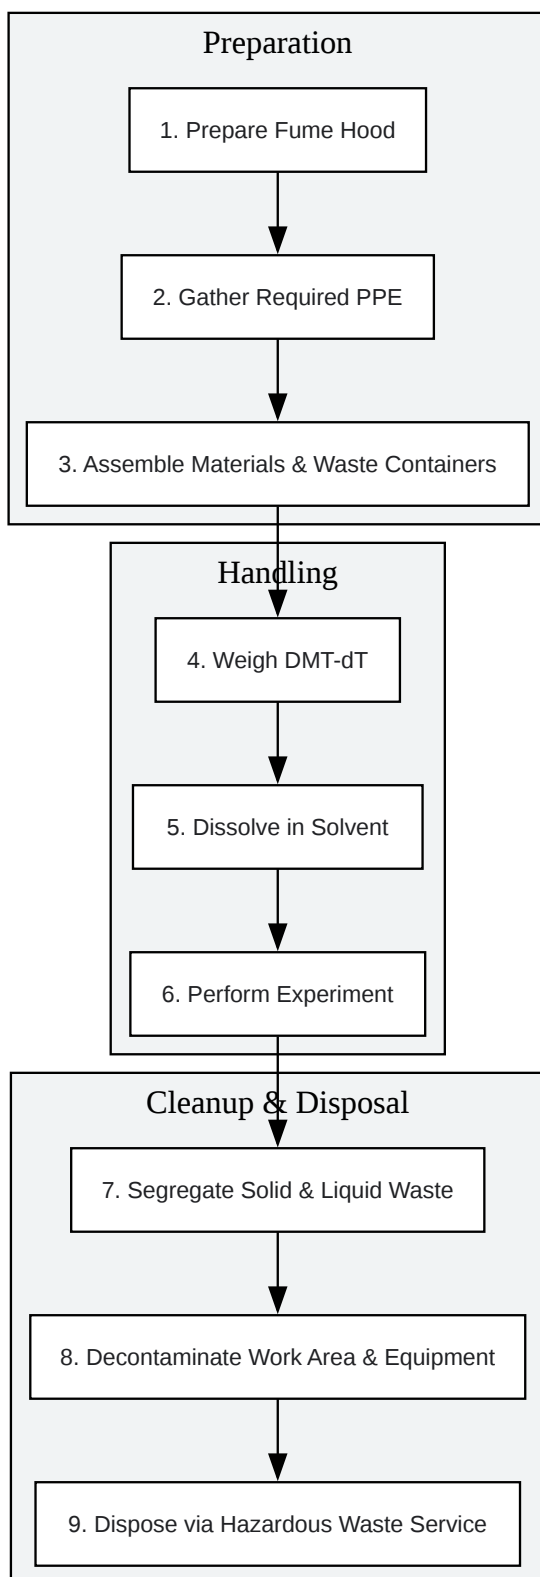 Preparation
1. Prepare Fume Hood
2. Gather Required PPE
3. Assemble Materials & Waste Containers
Handling
4. Weigh DMT-dT
5. Dissolve in Solvent
6. Perform Experiment
Cleanup & Disposal
7. Segregate Solid & Liquid Waste
8. Decontaminate Work Area & Equipment
9. Dispose via Hazardous Waste Service